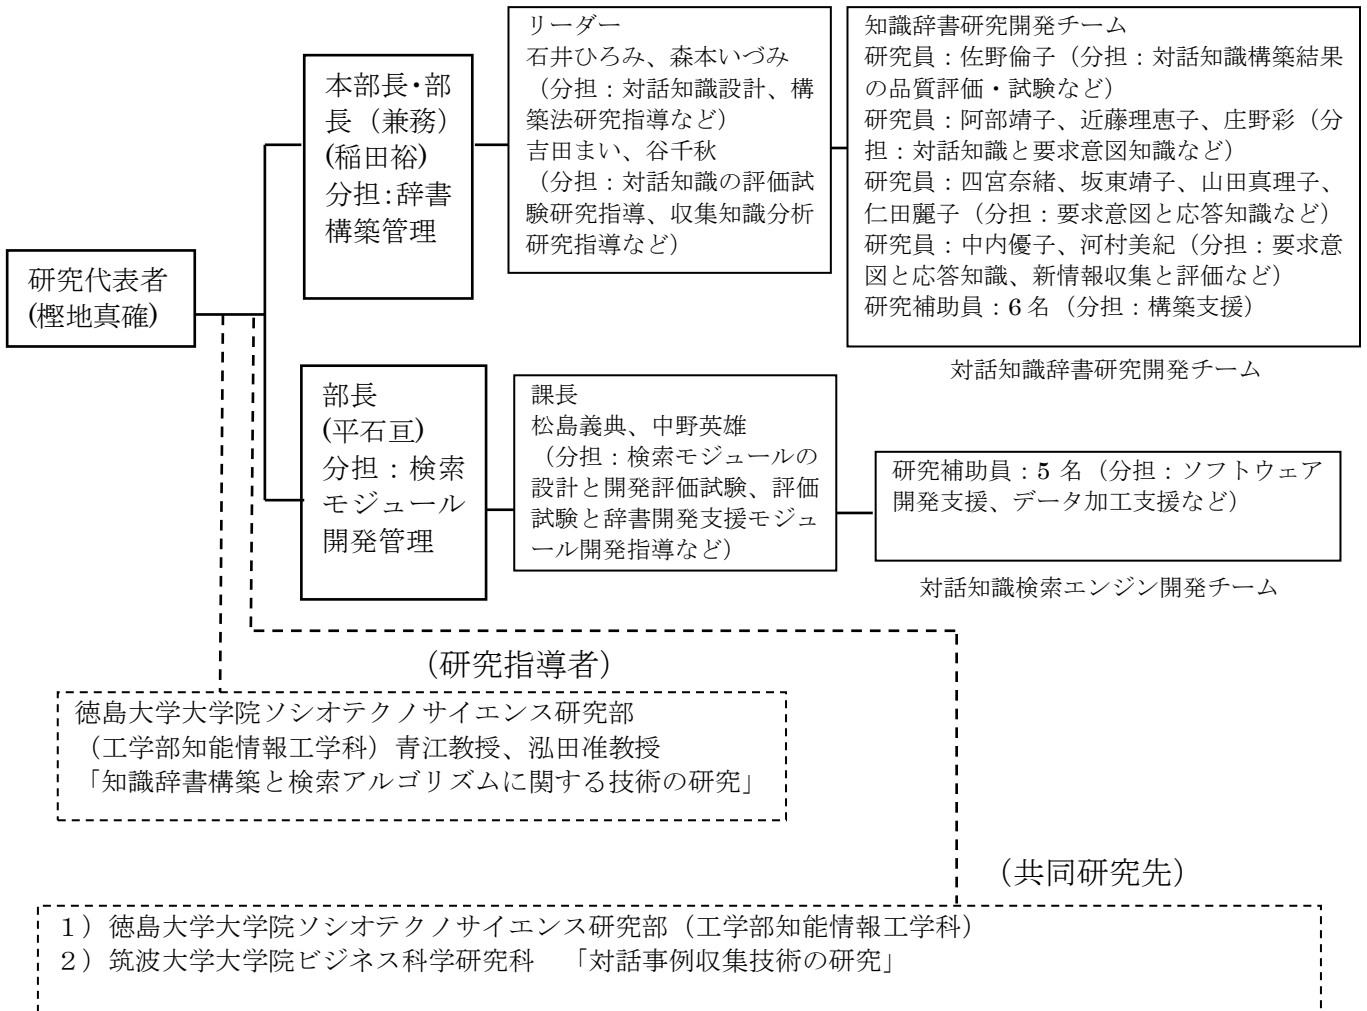 研究代表者
(樫地真確)
本部長・部
長（兼務）
(稲田裕)
分担：辞書
構築管理
リーダー
石井ひろみ、森本いづみ
（分担：対話知識設計、構
築法研究指導など）
吉田まい、谷千秋
（分担：対話知識の評価試
験研究指導、収集知識分析
研究指導など）
知識辞書研究開発チーム
研究員：佐野倫子（分担：対話知識構築結果
の品質評価・試験など）
研究員：阿部靖子、近藤理恵子、庄野彩（分
担：対話知識と要求意図知識など）
研究員：四宮奈緒、坂東靖子、山田真理子、
仁田麗子（分担：要求意図と応答知識など）
研究員：中内優子、河村美紀（分担：要求意
図と応答知識、新情報収集と評価など）
研究補助員：6 名（分担：構築支援）
対話知識辞書研究開発チーム
部長
(平石亘)
分担：検索
モジュール
開発管理
課長
松島義典、中野英雄
（分担：検索モジュールの
設計と開発評価試験、評価
試験と辞書開発支援モジュ
ール開発指導など）
研究補助員：5 名（分担：ソフトウェア
開発支援、データ加工支援など）
対話知識検索エンジン開発チーム
（研究指導者）
徳島大学大学院ソシオテクノサイエンス研究部
（工学部知能情報工学科）青江教授、泓田准教授
「知識辞書構築と検索アルゴリズムに関する技術の研究」
（共同研究先）
１）徳島大学大学院ソシオテクノサイエンス研究部（工学部知能情報工学科）
２）筑波大学大学院ビジネス科学研究科　「対話事例収集技術の研究」